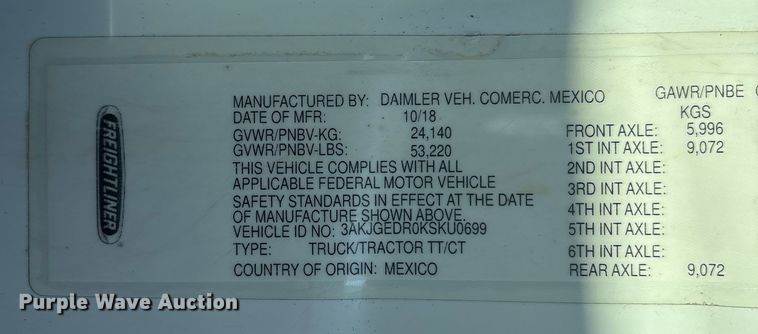 FREIGHTLINER
MANUFACTURED BY: DAIMLER VEH. COMERC. MEXICO
DATE OF MFR: 10/18
GVWR/PNBV-KG: 24,140
GVWR/PNBV-LBS: 53,220
THIS VEHICLE COMPLIES WITH ALL
APPLICABLE FEDERAL MOTOR VEHICLE
SAFETY STANDARDS IN EFFECT AT THE DATE
OF MANUFACTURE SHOWN ABOVE.
VEHICLE ID NO: 3AKJGEDR0KSKU0699
TYPE: TRUCK/TRACTOR TT/CT
COUNTRY OF ORIGIN: MEXICO
GAWR/PNBE
KGS
FRONT AXLE: 5,996
1ST INT AXLE: 9,072
2ND INT AXLE:
3RD INT AXLE:
4TH INT AXLE:
5TH INT AXLE:
6TH INT AXLE:
REAR AXLE: 9,072
Purple Wave Auction